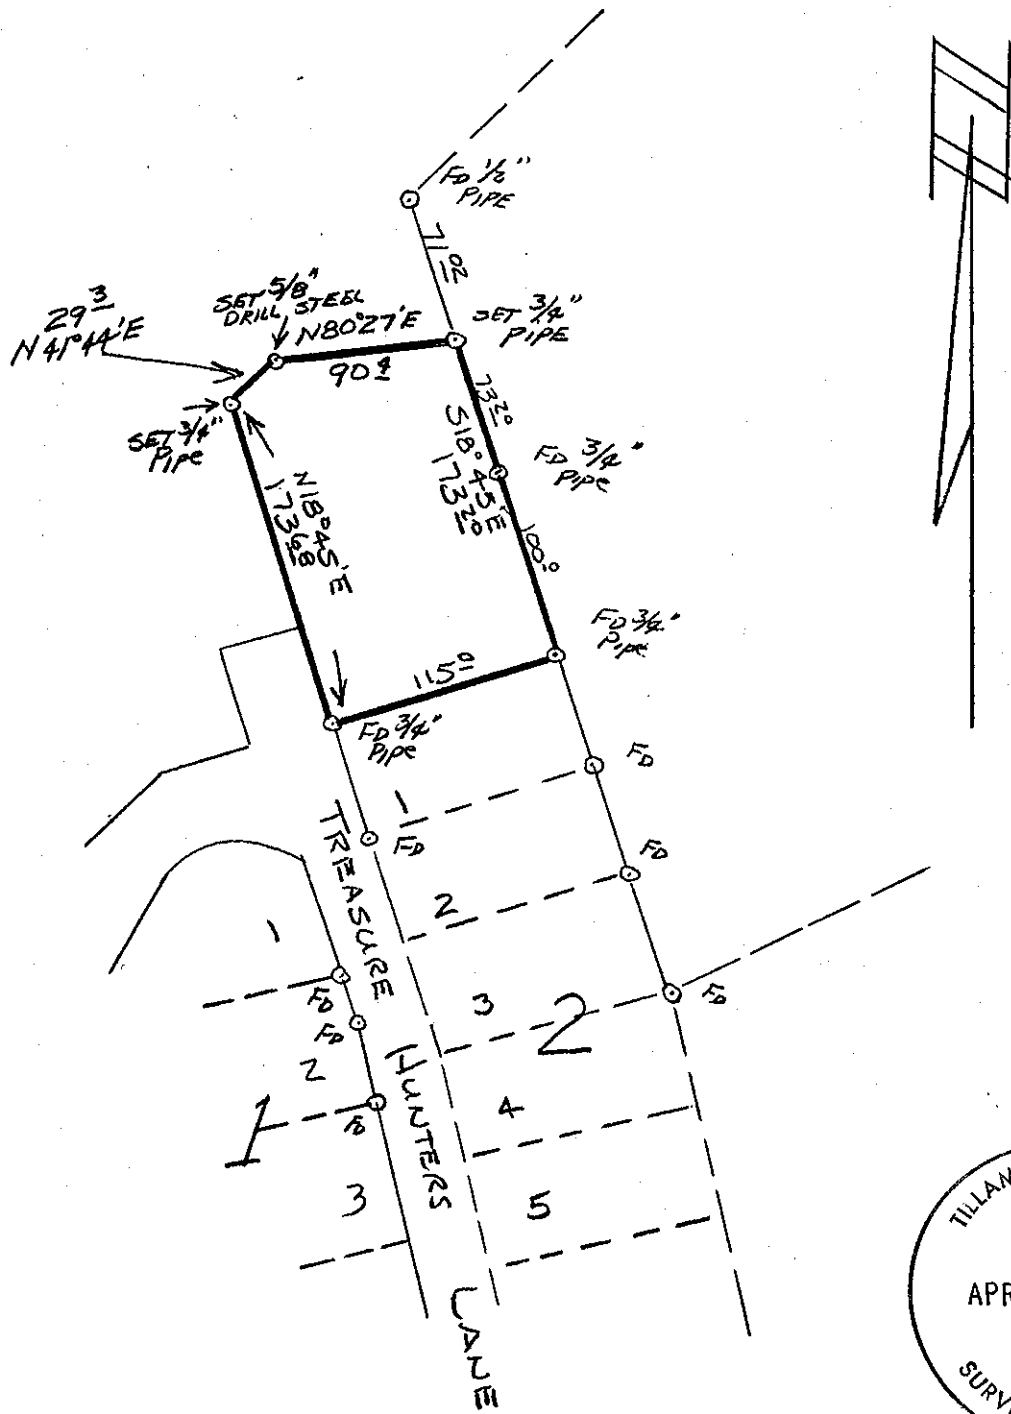 FD 1/2"
PIPE
71.02
SET 5/8"
DRILL STEEL
N80°27'E
90.4
SET 3/4"
PIPE
29.3
N41°44'E
SET 3/4"
Pipe
73.20
S18°45'E
173.20
FD 3/4"
PIPE
100.0
N18°45'E
173.68
FD 3/4"
Pipe
115.0
FD 3/4"
Pipe
FD
1
FD
FD
2
TREASURE HUNTERS LANE
1
FD
FD
3
2
FD
2
1
FD
4
3
5
TILLAN
APR
SURV